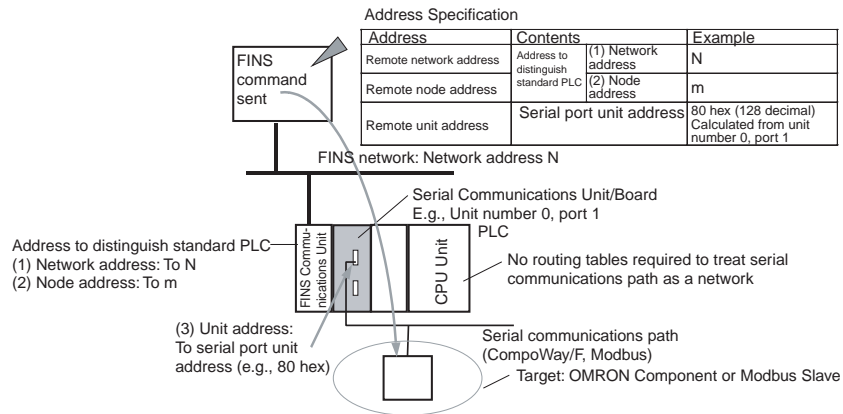 Address Specification
Address Contents Example
Remote network address
Address to
distinguish
standard PLC
(1) Network
address
N
Remote node address
(2) Node
address
m
Remote unit address
Serial port unit address
80 hex (128 decimal)
Calculated from unit
number 0, port 1
FINS
command
sent
FINS network: Network address N
Serial Communications Unit/Board
E.g., Unit number 0, port 1
PLC
Address to distinguish standard PLC
(1) Network address: To N
(2) Node address: To m
FINS Commu-
nications Unit
CPU Unit
No routing tables required to treat serial
communications path as a network
(3) Unit address:
To serial port unit
address (e.g., 80 hex)
Serial communications path
(CompoWay/F, Modbus)
Target: OMRON Component or Modbus Slave